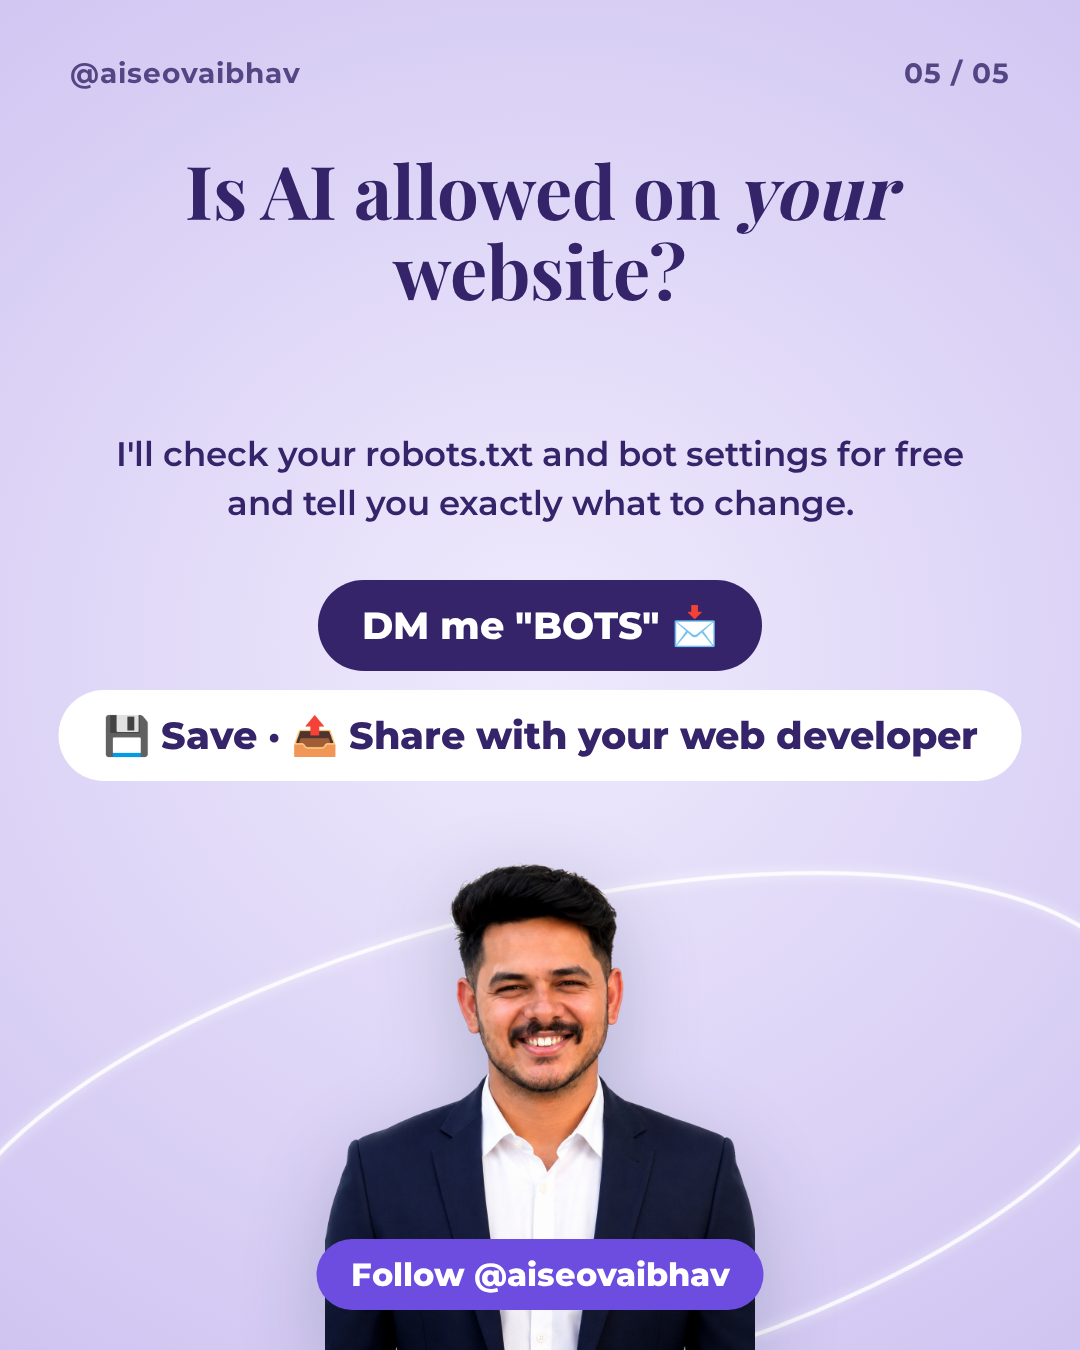 @aiseovaibhav
05 / 05
Is AI allowed on your
website?
I'll check your robots.txt and bot settings for free
and tell you exactly what to change.
DM me "BOTS" 📩
💾 Save · 📤 Share with your web developer
Follow @aiseovaibhav